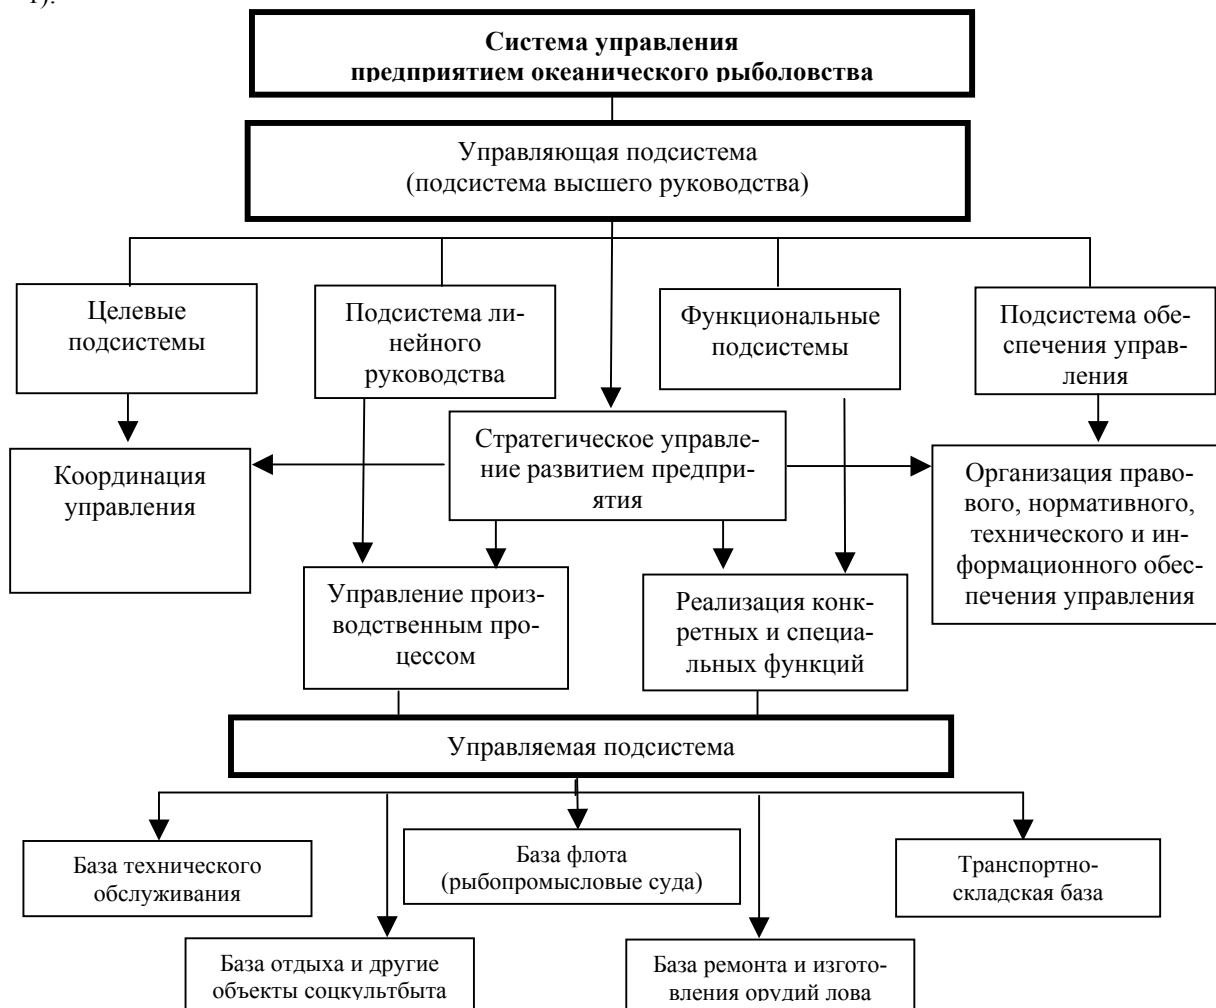 1).
Система управления
предприятием океанического рыболовства
Управляющая подсистема
(подсистема высшего руководства)
Целевые
подсистемы
Подсистема ли-
нейного
руководства
Функциональные
подсистемы
Подсистема обе-
спечения управ-
ления
Стратегическое управле-
ние развитием предпри-
ятия
Координация
управления
Организация право-
вого, нормативного,
технического и ин-
формационного обес-
печения управления
Управление произ-
водственным про-
цессом
Реализация конк-
ретных и специа-
льных функций
Управляемая подсистема
База технического
обслуживания
База флота
(рыбопромысловые суда)
Транспортно-
складская база
База отдыха и другие
объекты соцкультбыта
База ремонта и изгото-
вления орудий лова